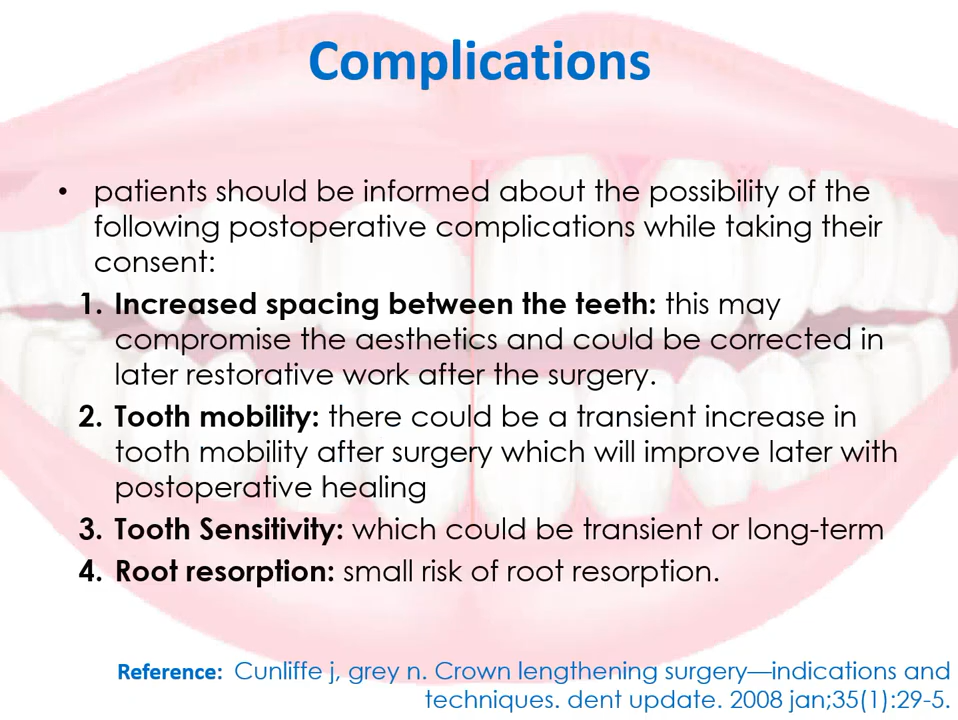 Complications
• patients should be informed about the possibility of the
following postoperative complications while taking their
consent:
1. Increased spacing between the teeth: this may
compromise the aesthetics and could be corrected in
later restorative work after the surgery.
2. Tooth mobility: there could be a transient increase in
tooth mobility after surgery which will improve later with
postoperative healing
3. Tooth Sensitivity: which could be transient or long-term
4. Root resorption: small risk of root resorption.
Reference: Cunliffe j, grey n. Crown lengthening surgery—indications and
techniques. dent update. 2008 jan;35(1):29-5.